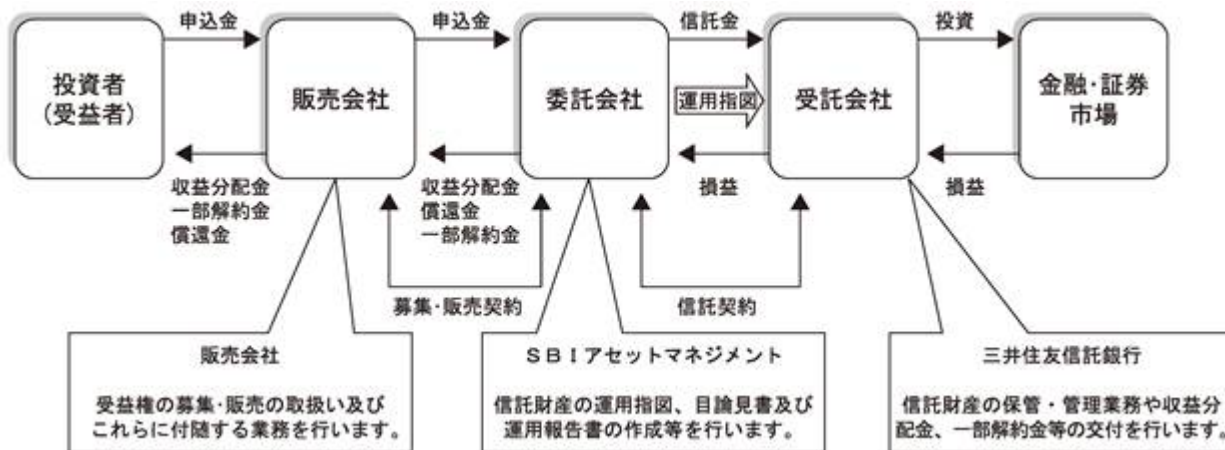 申込金
申込金
信託金
投資
投資者
(受益者)
販売会社
委託会社
運用指図
受託会社
金融・証券
市場
収益分配金
一部解約金
償還金
収益分配金
償還金
一部解約金
損益
損益
募集・販売契約
信託契約
販売会社
受益権の募集・販売の取扱い及び
これらに付随する業務を行います。
ＳＢＩアセットマネジメント
信託財産の運用指図、目論見書及び
運用報告書の作成等を行います。
三井住友信託銀行
信託財産の保管・管理業務や収益分
配金、一部解約金等の交付を行います。